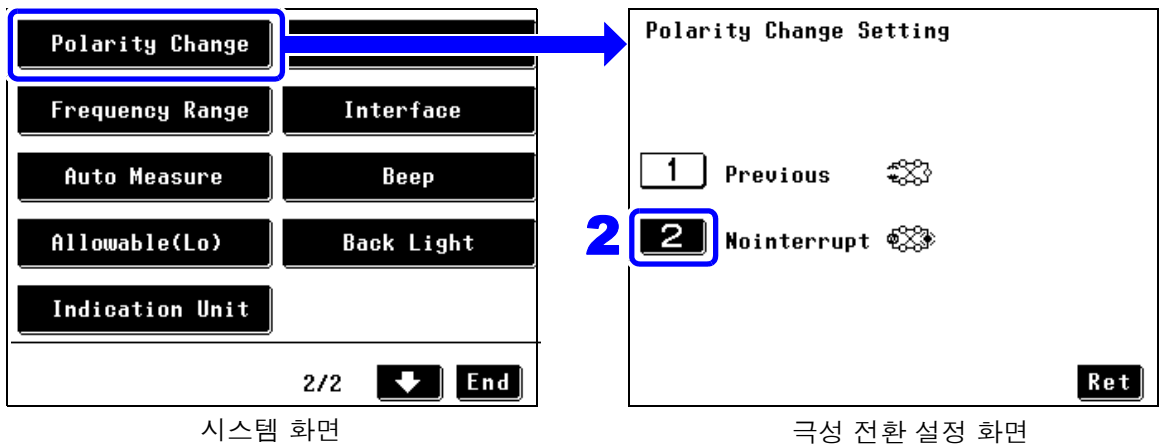 Polarity Change
Frequency Range
Interface
Auto Measure
Beep
Allowable(Lo)
Back Light
Indication Unit
2/2
End
시스템 화면
Polarity Change Setting
1 Previous
2
2 Nointerrupt
Ret
극성 전환 설정 화면